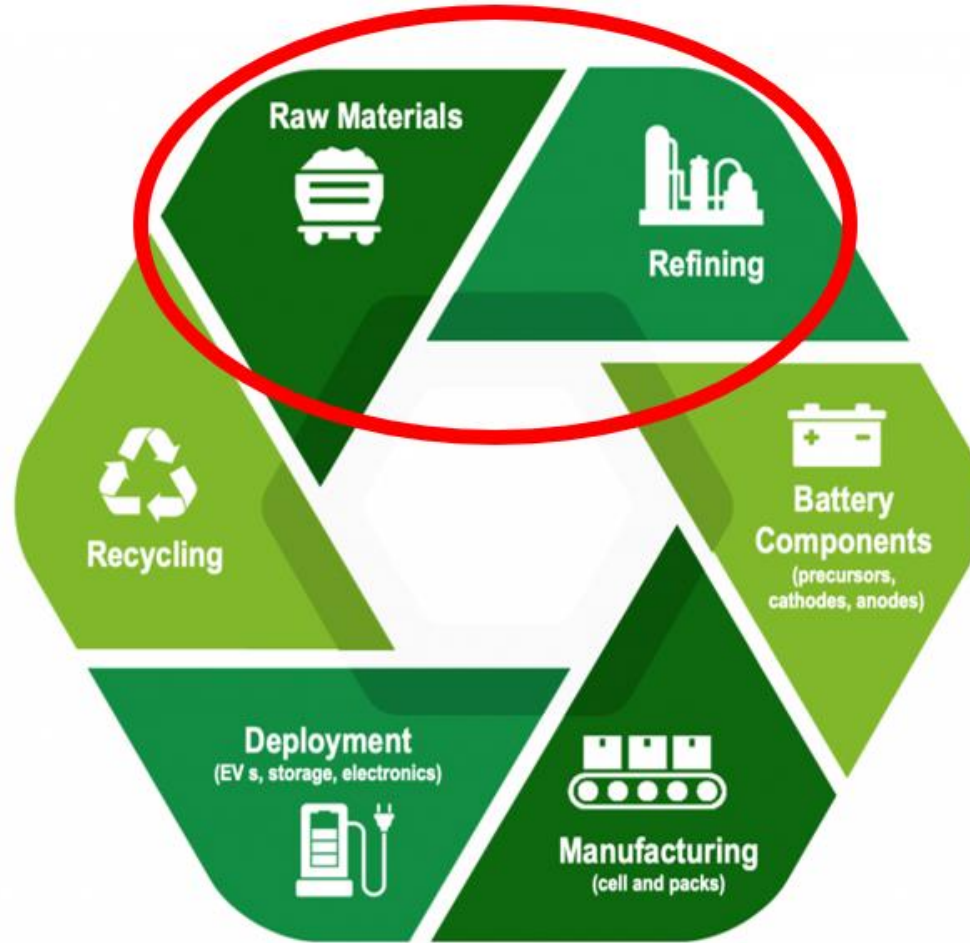 Raw Materials
Refining
Battery
Components
(precursors,
cathodes, anodes)
Manufacturing
(cell and packs)
Deployment
(EV s, storage, electronics)
Recycling